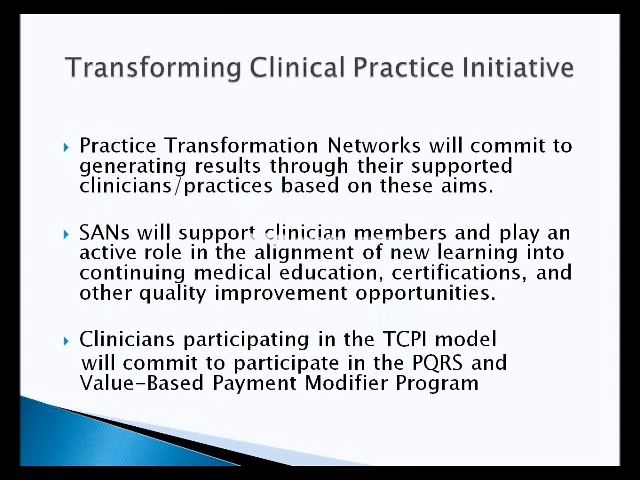 Transforming Clinical Practice Initiative
Practice Transformation Networks will commit to
generating results through their supported
clinicians/practices based on these aims.
SANs will support clinician members and play an
active role in the alignment of new learning into
continuing medical education, certifications, and
other quality improvement opportunities.
Clinicians participating in the TCPI model
will commit to participate in the PQRS and
Value-Based Payment Modifier Program